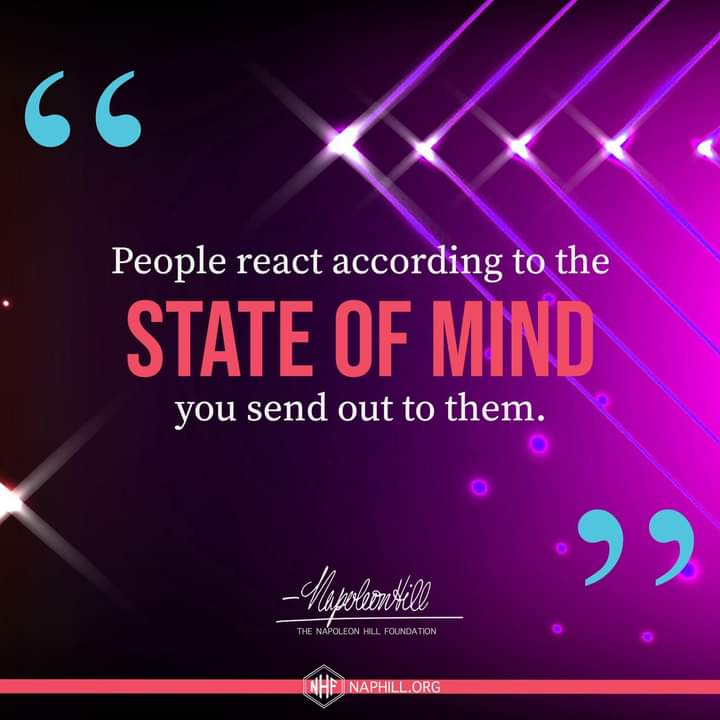 “
People react according to the
STATE OF MIND
you send out to them.
”
–Napoleon Hill
THE NAPOLEON HILL FOUNDATION
NHF NAPHILL.ORG